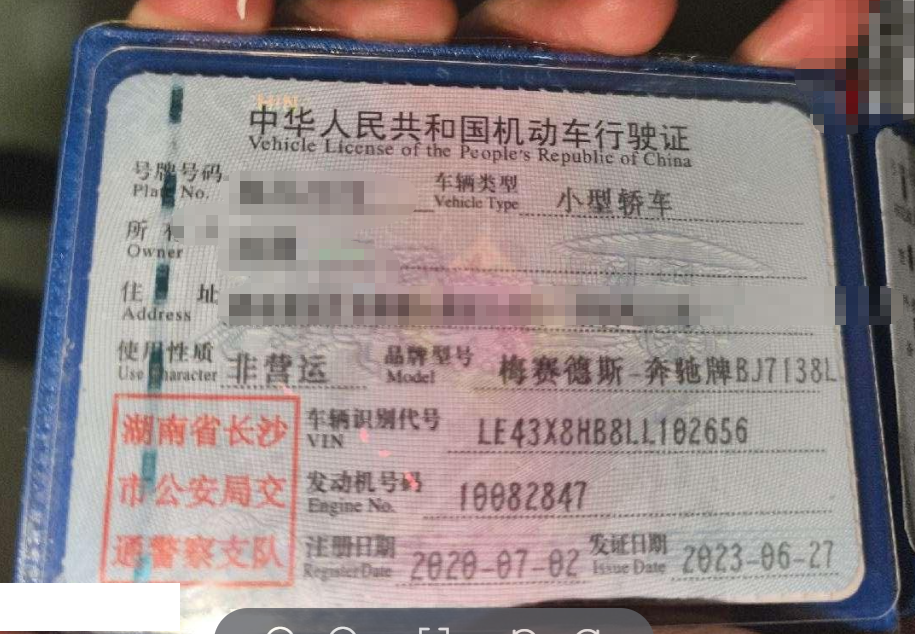 中华人民共和国机动车行驶证
Vehicle License of the People's Republic of China
号牌号码 车辆类型 小型轿车
Plate No. Vehicle Type
所
Owner
住 址
Address
使用性质 非营运 品牌型号 梅赛德斯-奔驰牌BJ7138L
Use Character Model
湖南省长沙
市公安局交
通警察支队
车辆识别代号 LE43X8HB8LL102656
VIN
发动机号码 10082847
Engine No.
注册日期 2020-07-02 发证日期 2023-06-27
Register Date Issue Date